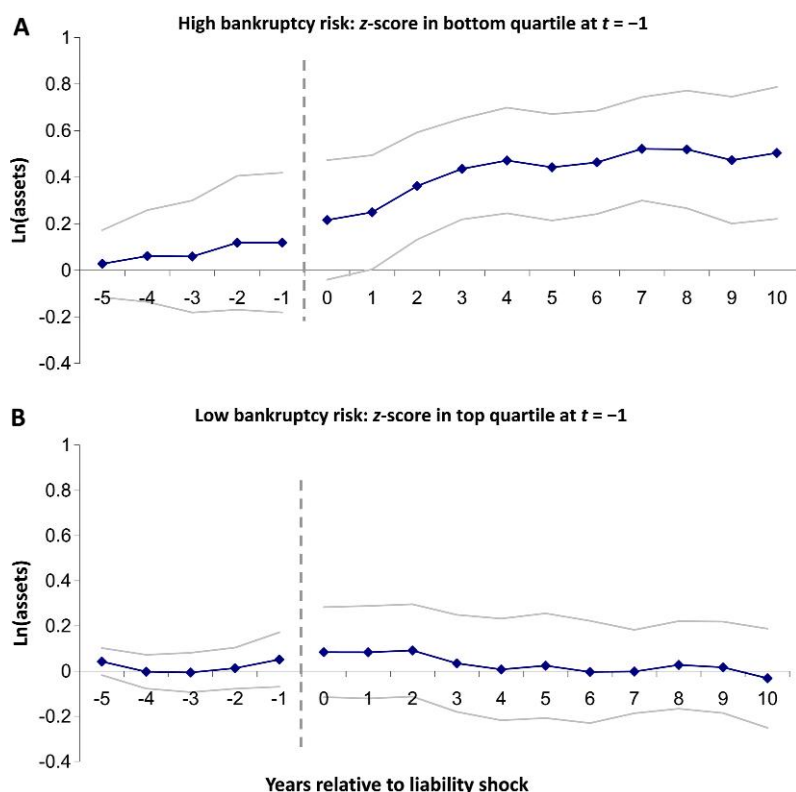 A
High bankruptcy risk: z-score in bottom quartile at t = −1
1
0.8
0.6
0.4
0.2
0
-0.2
-0.4
Ln(assets)
-5 -4 -3 -2 -1 0 1 2 3 4 5 6 7 8 9 10
B
Low bankruptcy risk: z-score in top quartile at t = −1
1
0.8
0.6
0.4
0.2
0
-0.2
-0.4
Ln(assets)
-5 -4 -3 -2 -1 0 1 2 3 4 5 6 7 8 9 10
Years relative to liability shock